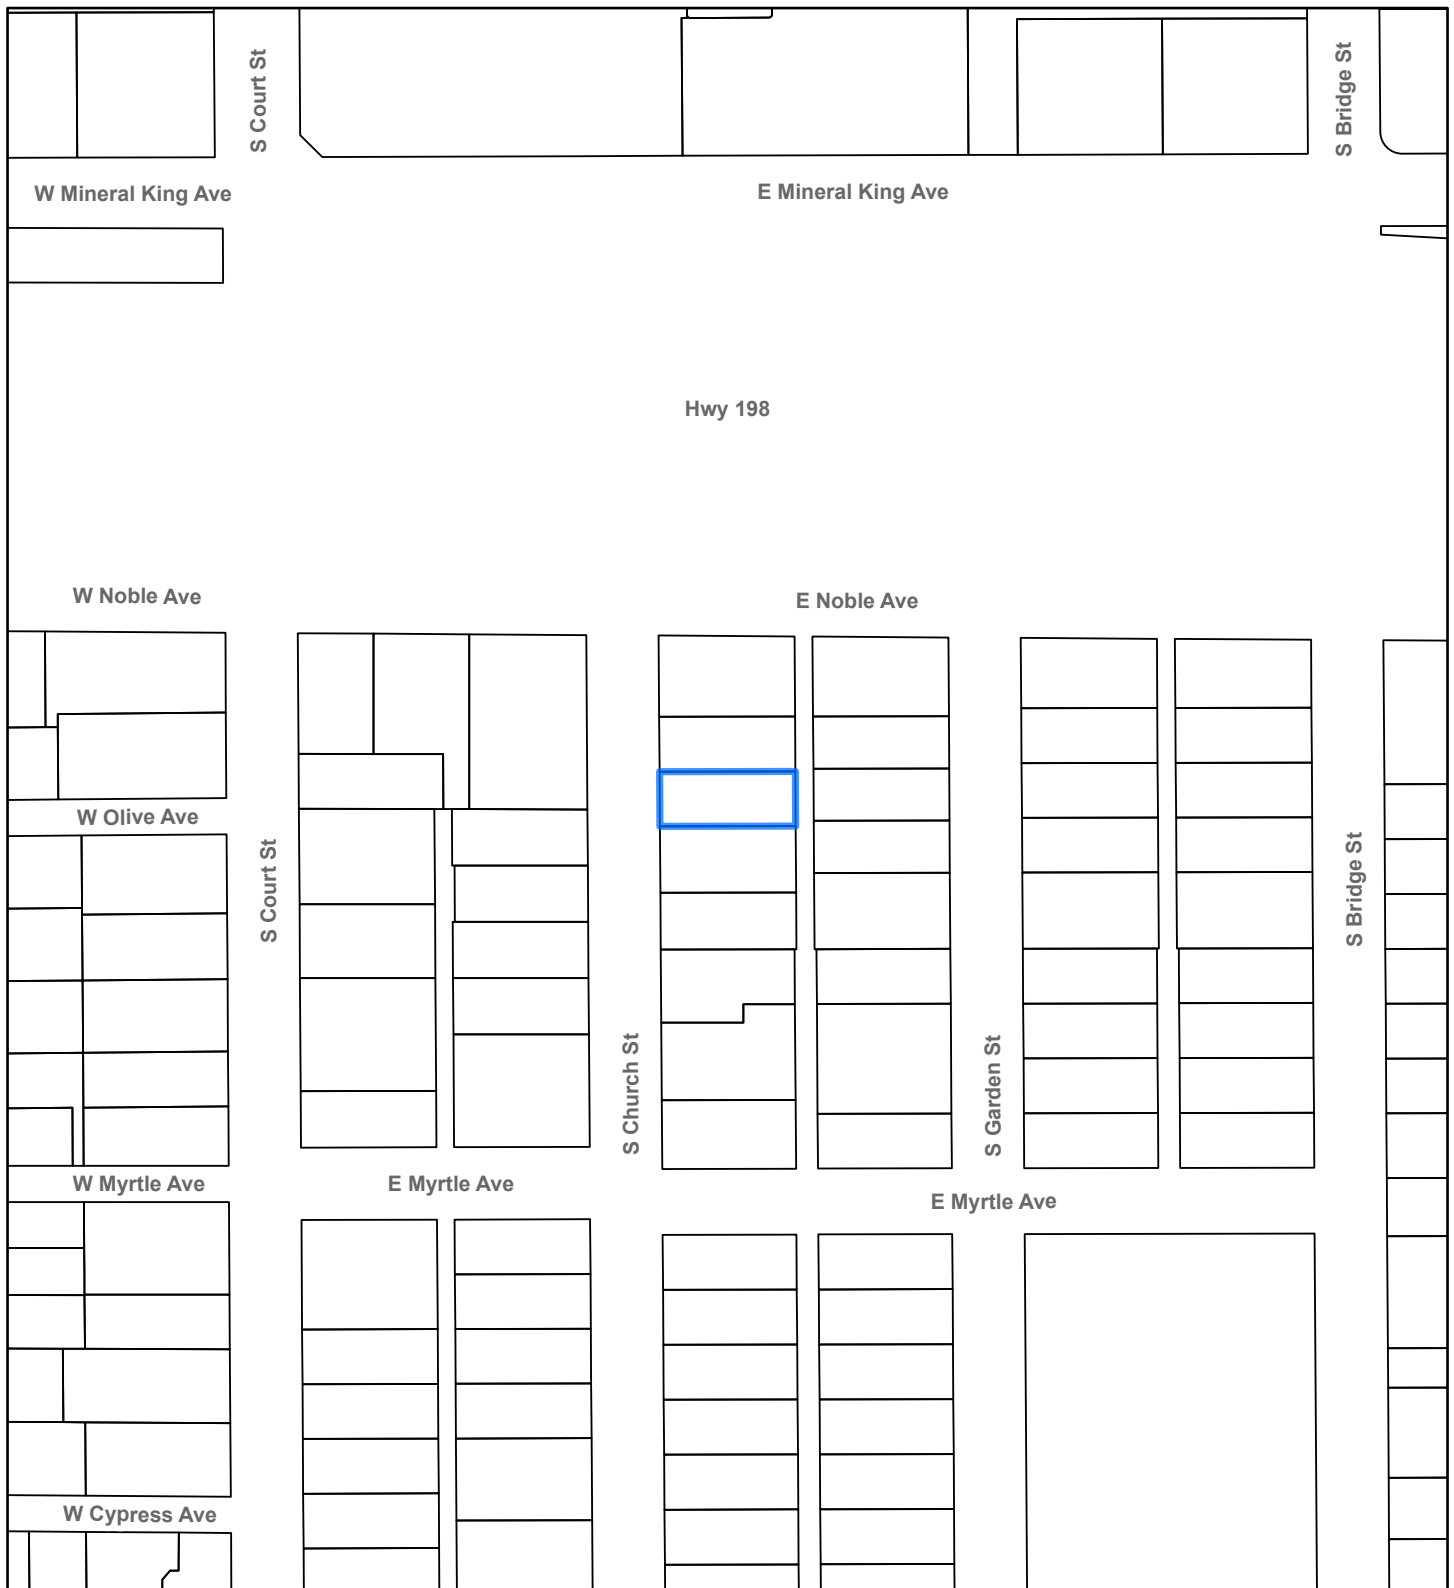 S Court St
S Bridge St
W Mineral King Ave
E Mineral King Ave
Hwy 198
W Noble Ave
E Noble Ave
W Olive Ave
S Court St
S Bridge St
S Church St
S Garden St
W Myrtle Ave
E Myrtle Ave
E Myrtle Ave
W Cypress Ave